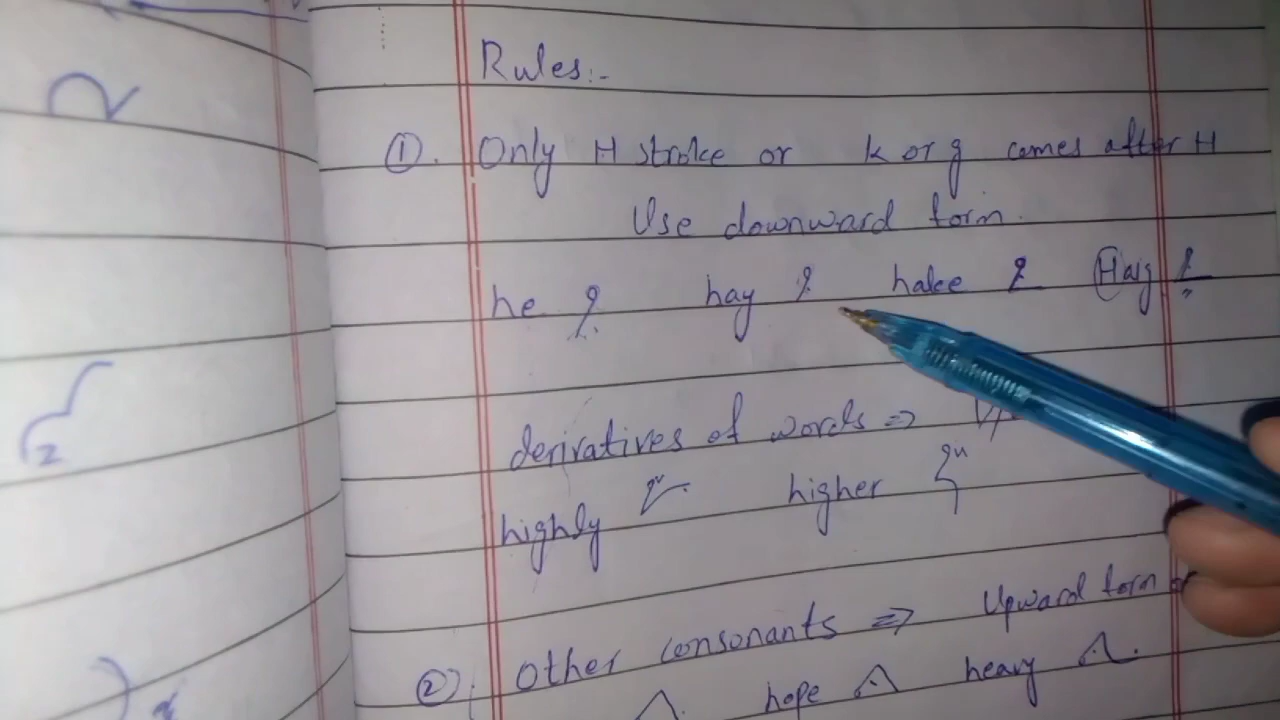 Rules:-
① Only H stroke or k or g comes after H
Use downward form.
he hay hake Haig
derivatives of words ⇒
highly higher
② Other consonants ⇒ Upward form
hope heavy